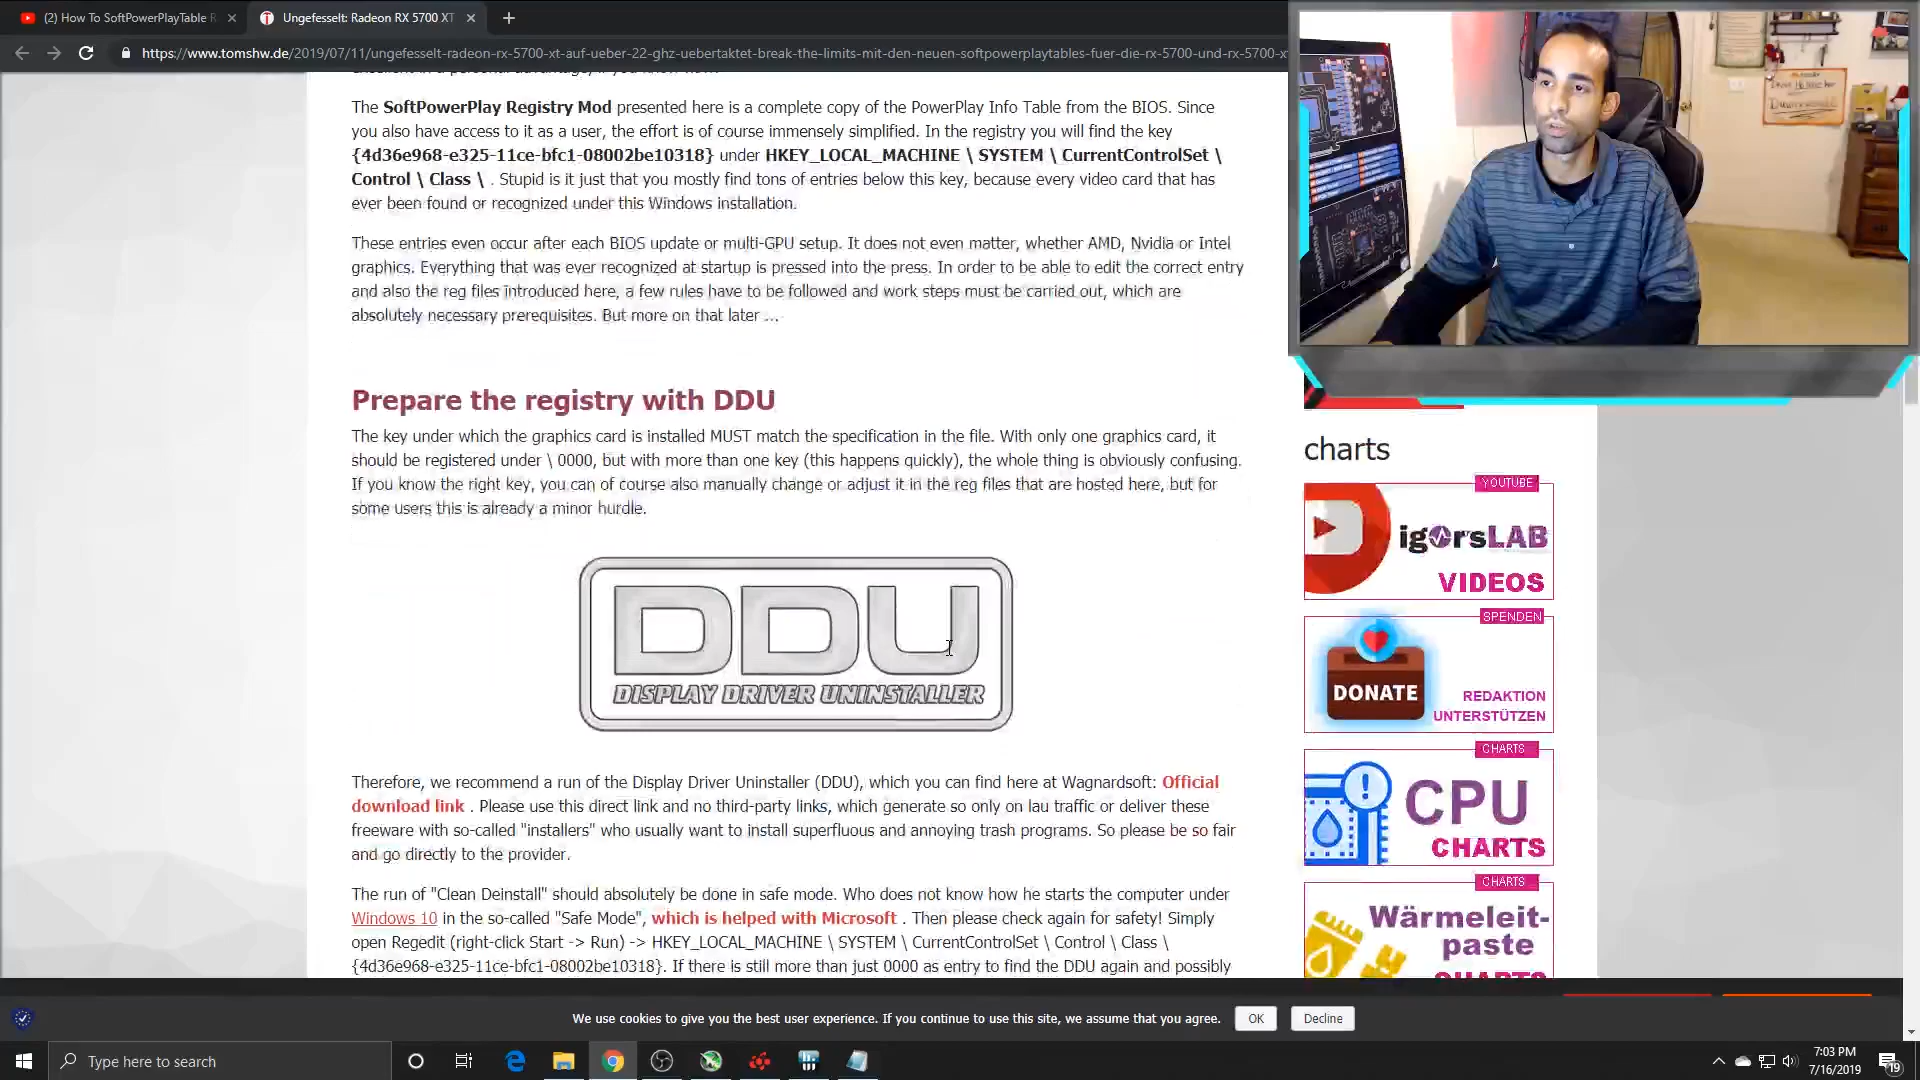 (2) How To SoftPowerPlayTable R
Ungefesselt: Radeon RX 5700 XT
https://www.tomshw.de/2019/07/11/ungefesselt-radeon-rx-5700-xt-auf-ueber-22-ghz-uebertaktet-break-the-limits-mit-den-neuen-softpowerplaytables-fuer-die-rx-5700-und-rx-5700-x
The SoftPowerPlay Registry Mod presented here is a complete copy of the PowerPlay Info Table from the BIOS. Since
you also have access to it as a user, the effort is of course immensely simplified. In the registry you will find the key
{4d36e968-e325-11ce-bfc1-08002be10318} under HKEY_LOCAL_MACHINE \ SYSTEM \ CurrentControlSet \
Control \ Class \ . Stupid is it just that you mostly find tons of entries below this key, because every video card that has
ever been found or recognized under this Windows installation.
These entries even occur after each BIOS update or multi-GPU setup. It does not even matter, whether AMD, Nvidia or Intel
graphics. Everything that was ever recognized at startup is pressed into the press. In order to be able to edit the correct entry
and also the reg files introduced here, a few rules have to be followed and work steps must be carried out, which are
absolutely necessary prerequisites. But more on that later ...
Prepare the registry with DDU
The key under which the graphics card is installed MUST match the specification in the file. With only one graphics card, it
should be registered under \ 0000, but with more than one key (this happens quickly), the whole thing is obviously confusing.
If you know the right key, you can of course also manually change or adjust it in the reg files that are hosted here, but for
some users this is already a minor hurdle.
DDU
DISPLAY DRIVER UNINSTALLER
Therefore, we recommend a run of the Display Driver Uninstaller (DDU), which you can find here at Wagnardsoft: Official
download link . Please use this direct link and no third-party links, which generate so only on lau traffic or deliver these
freeware with so-called "installers" who usually want to install superfluous and annoying trash programs. So please be so fair
and go directly to the provider.
The run of "Clean Deinstall" should absolutely be done in safe mode. Who does not know how he starts the computer under
Windows 10 in the so-called "Safe Mode", which is helped with Microsoft . Then please check again for safety! Simply
open Regedit (right-click Start -> Run) -> HKEY_LOCAL_MACHINE \ SYSTEM \ CurrentControlSet \ Control \ Class \
{4d36e968-e325-11ce-bfc1-08002be10318}. If there is still more than just 0000 as entry to find the DDU again and possibly
charts
YOUTUBE
igorsLAB
VIDEOS
SPENDEN
DONATE
REDAKTION
UNTERSTÜTZEN
CHARTS
CPU
CHARTS
CHARTS
Wärmeleit-
paste
CHARTS
We use cookies to give you the best user experience. If you continue to use this site, we assume that you agree.
OK
Decline
Type here to search
7:03 PM
7/16/2019
19